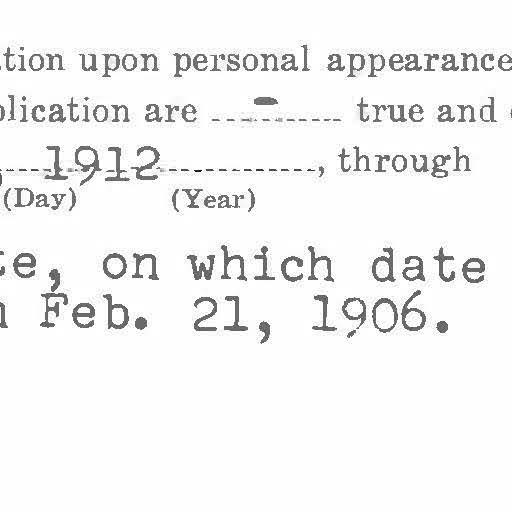 tion upon personal appearance
plication are - true and
, 1912, through
(Day) (Year)
te, on which date
Feb. 21, 1906.